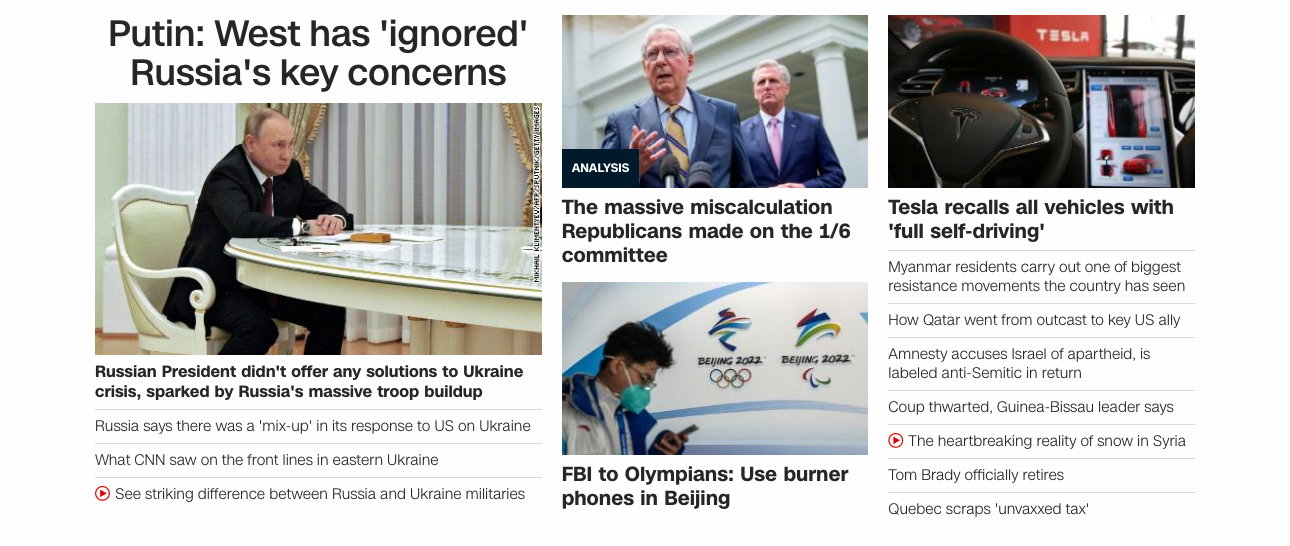 Putin: West has 'ignored'
Russia's key concerns
MIKHAIL KLIMENTYEV/AFP/SPUTNIK/GETTY IMAGES
Russian President didn't offer any solutions to Ukraine
crisis, sparked by Russia's massive troop buildup
Russia says there was a 'mix-up' in its response to US on Ukraine
What CNN saw on the front lines in eastern Ukraine
See striking difference between Russia and Ukraine militaries
ANALYSIS
The massive miscalculation
Republicans made on the 1/6
committee
BEIJING 2022
BEIJING 2022
FBI to Olympians: Use burner
phones in Beijing
TESLA
Tesla recalls all vehicles with
'full self-driving'
Myanmar residents carry out one of biggest
resistance movements the country has seen
How Qatar went from outcast to key US ally
Amnesty accuses Israel of apartheid, is
labeled anti-Semitic in return
Coup thwarted, Guinea-Bissau leader says
The heartbreaking reality of snow in Syria
Tom Brady officially retires
Quebec scraps 'unvaxxed tax'